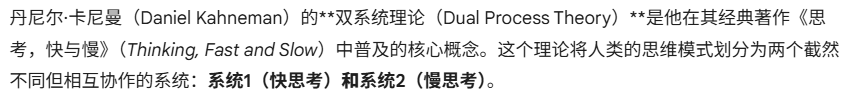 丹尼尔·卡尼曼（Daniel Kahneman）的**双系统理论（Dual Process Theory）**是他在其经典著作《思
考，快与慢》（Thinking, Fast and Slow）中普及的核心概念。这个理论将人类的思维模式划分为两个截然
不同但相互协作的系统：系统1（快思考）和系统2（慢思考）。